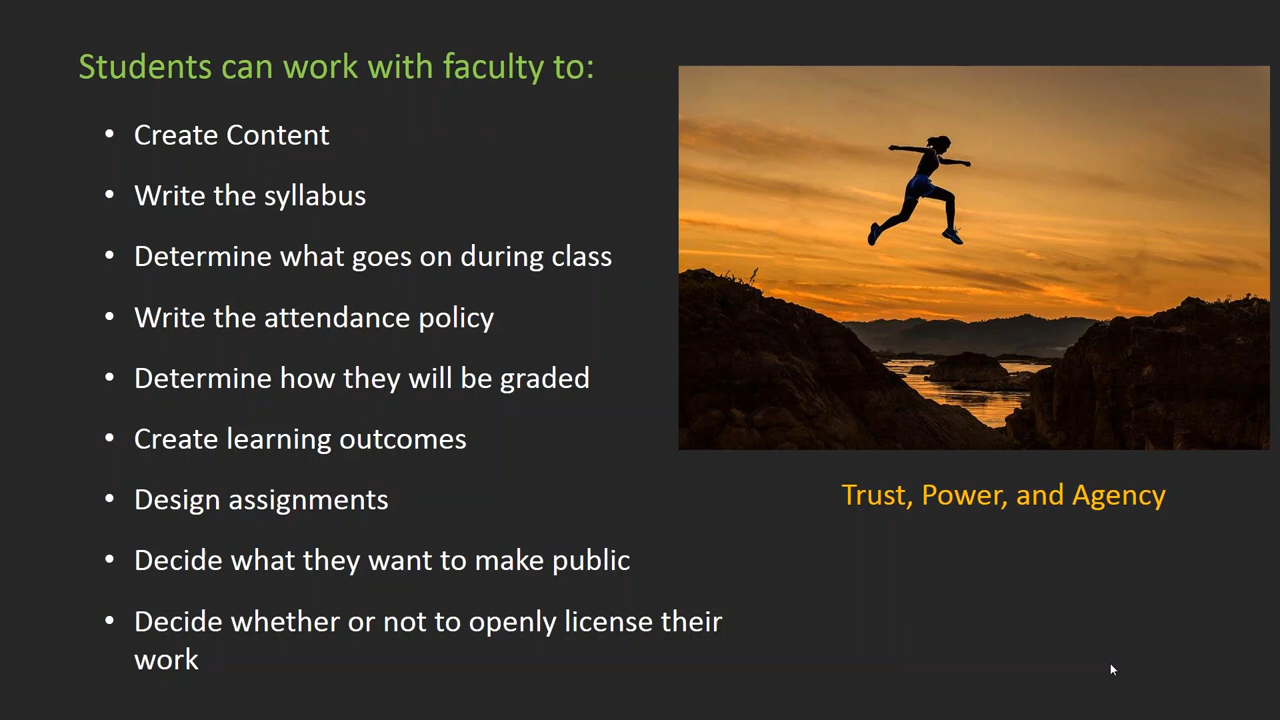 Students can work with faculty to:
• Create Content
• Write the syllabus
• Determine what goes on during class
• Write the attendance policy
• Determine how they will be graded
• Create learning outcomes
• Design assignments
• Decide what they want to make public
• Decide whether or not to openly license their
work
Trust, Power, and Agency